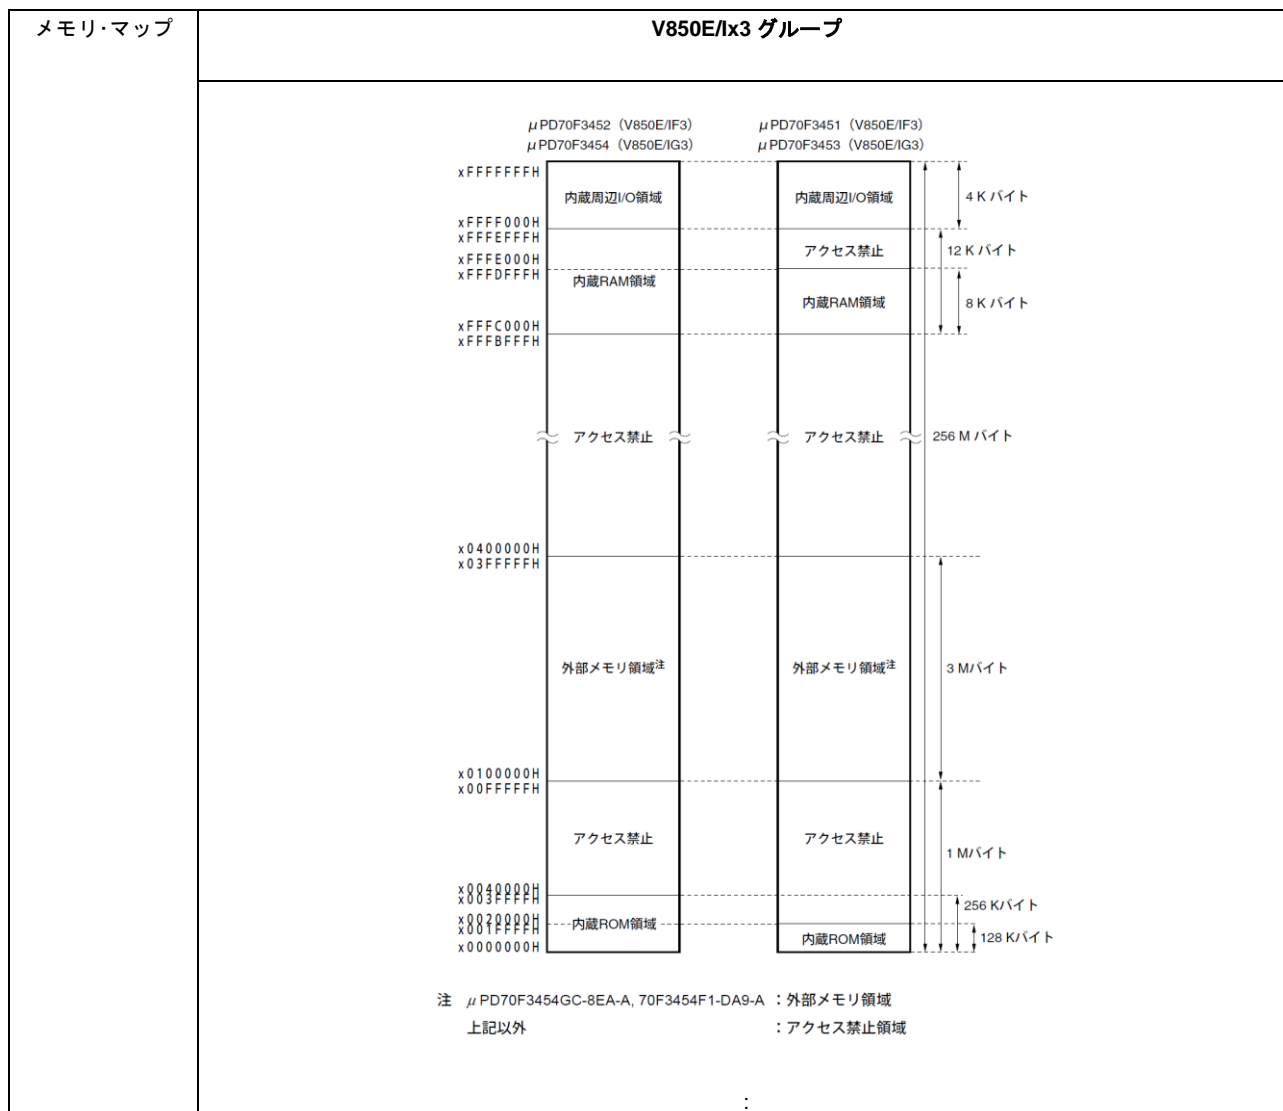 メモリ・マップ
V850E/Ix3 グループ
μPD70F3452（V850E/IF3）
μPD70F3454（V850E/IG3）
μPD70F3451（V850E/IF3）
μPD70F3453（V850E/IG3）
xFFFFFFFH
内蔵周辺I/O領域
内蔵周辺I/O領域
4 K バイト
xFFFF000H
xFFFEFFFH
アクセス禁止
12 K バイト
xFFFE000H
xFFFDFFFH
内蔵RAM領域
内蔵RAM領域
8 K バイト
xFFFC000H
xFFFBFFFH
アクセス禁止
アクセス禁止
256 M バイト
x0400000H
x03FFFFFH
外部メモリ領域注
外部メモリ領域注
3 Mバイト
x0100000H
x00FFFFFH
アクセス禁止
アクセス禁止
1 Mバイト
x0040000H
x003FFFFH
256 Kバイト
x0020000H
x001FFFFH
内蔵ROM領域
内蔵ROM領域
128 Kバイト
x0000000H
注 μPD70F3454GC-8EA-A, 70F3454F1-DA9-A ：外部メモリ領域
上記以外 ：アクセス禁止領域
: